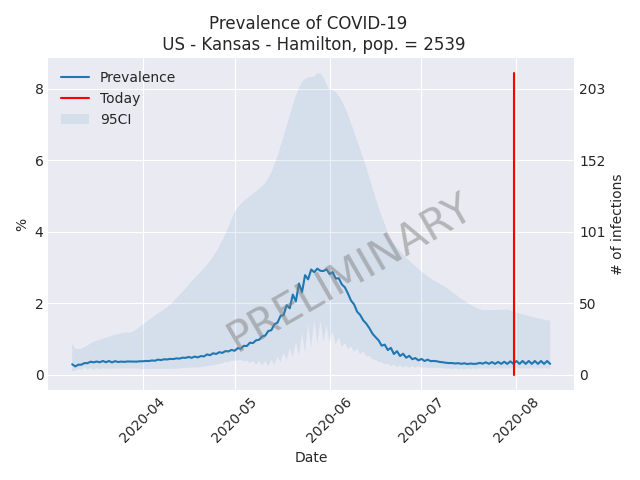 Prevalence of COVID-19
US - Kansas - Hamilton, pop. = 2539
Prevalence
Today
95CI
8
6
4
2
0
%
203
152
101
50
0
# of infections
PRELIMINARY
2020-04
2020-05
2020-06
2020-07
2020-08
Date